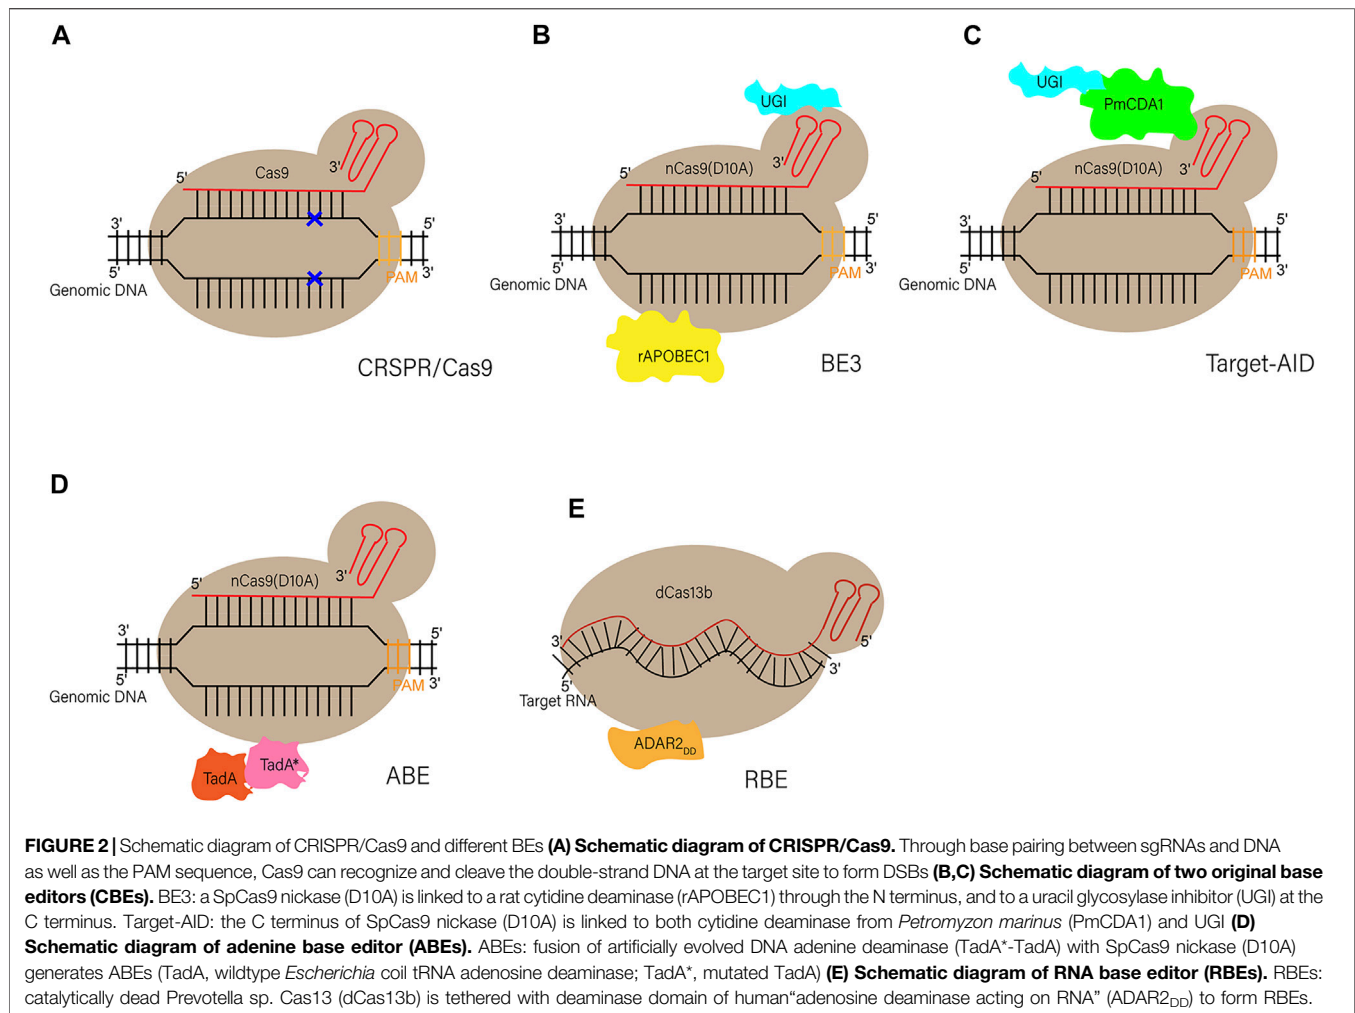 A
Cas9
5'
3'
3'
5'
5'
3'
PAM
Genomic DNA
CRSPR/Cas9
B
UGI
nCas9(D10A)
5'
3'
3'
5'
5'
3'
PAM
Genomic DNA
rAPOBEC1
BE3
C
UGI
PmCDA1
nCas9(D10A)
5'
3'
3'
5'
5'
3'
PAM
Genomic DNA
Target-AID
D
nCas9(D10A)
5'
3'
3'
5'
3'
PAM
Genomic DNA
TadA
TadA*
ABE
E
dCas13b
3'
5'
5'
3'
Target RNA
ADAR2DD
RBE
FIGURE 2 | Schematic diagram of CRISPR/Cas9 and different BEs (A) Schematic diagram of CRISPR/Cas9. Through base pairing between sgRNAs and DNA
as well as the PAM sequence, Cas9 can recognize and cleave the double-strand DNA at the target site to form DSBs (B,C) Schematic diagram of two original base
editors (CBEs). BE3: a SpCas9 nickase (D10A) is linked to a rat cytidine deaminase (rAPOBEC1) through the N terminus, and to a uracil glycosylase inhibitor (UGI) at the
C terminus. Target-AID: the C terminus of SpCas9 nickase (D10A) is linked to both cytidine deaminase from Petromyzon marinus (PmCDA1) and UGI (D)
Schematic diagram of adenine base editor (ABEs). ABEs: fusion of artificially evolved DNA adenine deaminase (TadA*-TadA) with SpCas9 nickase (D10A)
generates ABEs (TadA, wildtype Escherichia coil tRNA adenosine deaminase; TadA*, mutated TadA) (E) Schematic diagram of RNA base editor (RBEs). RBEs:
catalytically dead Prevotella sp. Cas13 (dCas13b) is tethered with deaminase domain of human“adenosine deaminase acting on RNA” (ADAR2DD) to form RBEs.